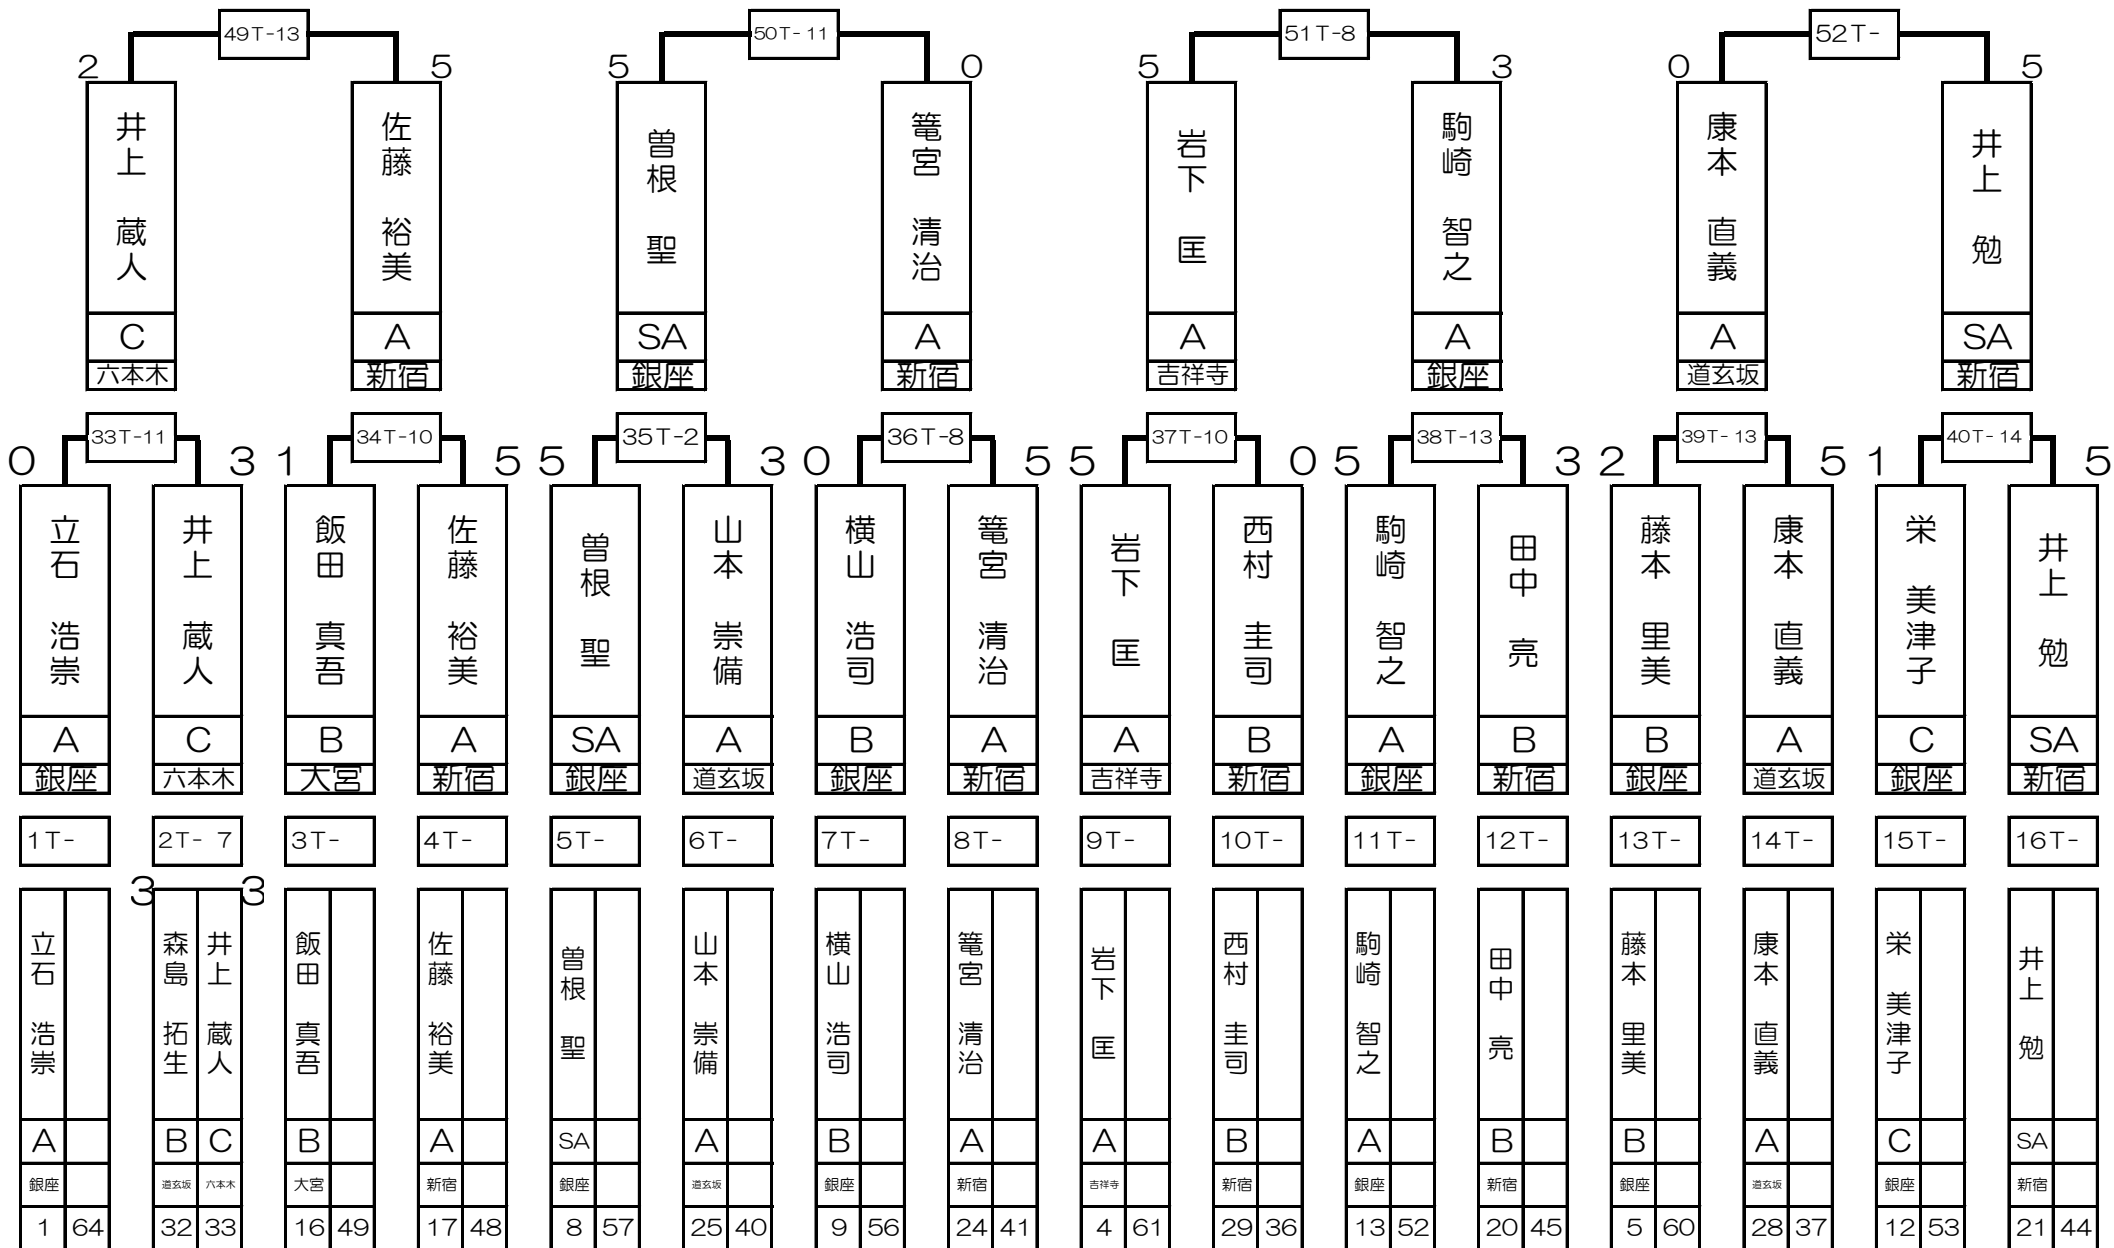 49T-13 50T-11 51T-8 52T-
2 5 5 0 5 3 0 5
井上 蔵人
佐藤 裕美
曽根 聖
篭宮 清治
岩下 匡
駒崎 智之
康本 直義
井上 勉
C A SA A A A A SA
六本木 新宿 銀座 新宿 吉祥寺 銀座 道玄坂 新宿
33T-11 34T-10 35T-2 36T-8 37T-10 38T-13 39T-13 40T-14
0 3 1 5 5 3 0 5 5 0 5 3 2 5 1 5
立石 浩崇
井上 蔵人
飯田 真吾
佐藤 裕美
曽根 聖
山本 崇備
横山 浩司
篭宮 清治
岩下 匡
西村 圭司
駒崎 智之
田中 亮
藤本 里美
康本 直義
栄 美津子
井上 勉
A C B A SA A B A A B A B B A C SA
銀座 六本木 大宮 新宿 銀座 道玄坂 銀座 新宿 吉祥寺 新宿 銀座 新宿 銀座 道玄坂 銀座 新宿
1T- 2T- 7 3T- 4T- 5T- 6T- 7T- 8T- 9T- 10T- 11T- 12T- 13T- 14T- 15T- 16T-
3 3
立石 浩崇
森島 拓生
井上 蔵人
飯田 真吾
佐藤 裕美
曽根 聖
山本 崇備
横山 浩司
篭宮 清治
岩下 匡
西村 圭司
駒崎 智之
田中 亮
藤本 里美
康本 直義
栄 美津子
井上 勉
A B C B A SA A B A A B A B B A C SA
銀座 道玄坂 六本木 大宮 新宿 銀座 道玄坂 銀座 新宿 吉祥寺 新宿 銀座 新宿 銀座 道玄坂 銀座 新宿
1 64 32 33 16 49 17 48 8 57 25 40 9 56 24 41 4 61 29 36 13 52 20 45 5 60 28 37 12 53 21 44